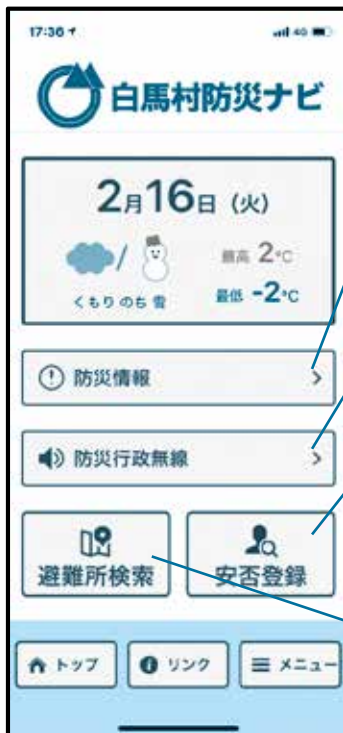 17:36
4G
白馬村防災ナビ
2月16日（火）
くもり のち 雪
最高 2℃
最低 -2℃
防災情報
防災行政無線
避難所検索
安否登録
トップ
リンク
メニュー